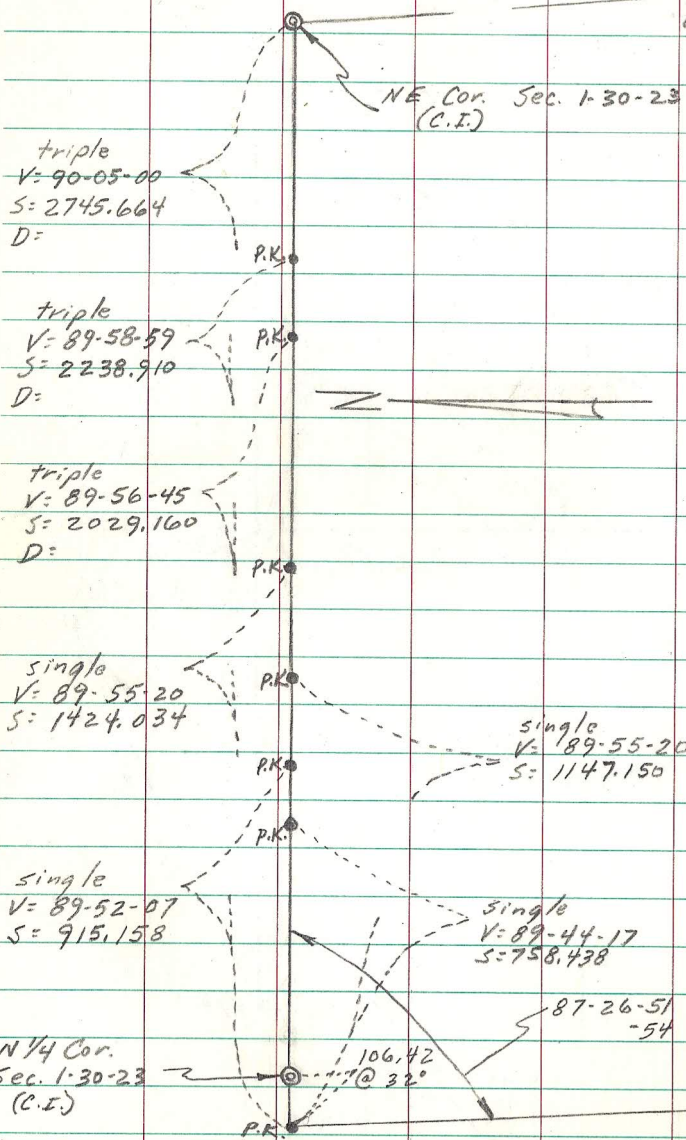 NE Cor. Sec. 1-30-23
(C.I.)
triple
V= 90-05-00
S= 2745.664
D=
P.K.
triple
V= 89-58-59
S= 2238.910
D=
P.K.
N
triple
V= 89-56-45
S= 2029.160
D=
P.K.
single
V= 89-55-20
S= 1424.034
P.K.
single
V= 89-55-20
S= 1147.150
P.K.
P.K.
single
V= 89-52-07
S= 915.158
single
V= 89-44-17
S= 758.438
87-26-51
-54
N 1/4 Cor.
Sec. 1-30-23
(C.I.)
106.42
@ 32°
P.K.